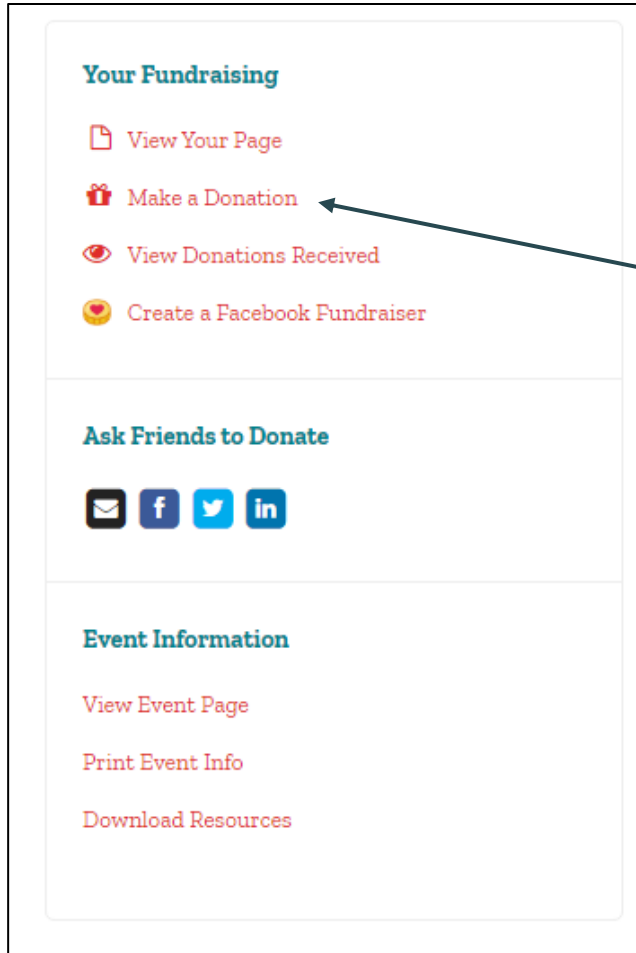 Your Fundraising
View Your Page
Make a Donation
View Donations Received
Create a Facebook Fundraiser
Ask Friends to Donate
f
in
Event Information
View Event Page
Print Event Info
Download Resources